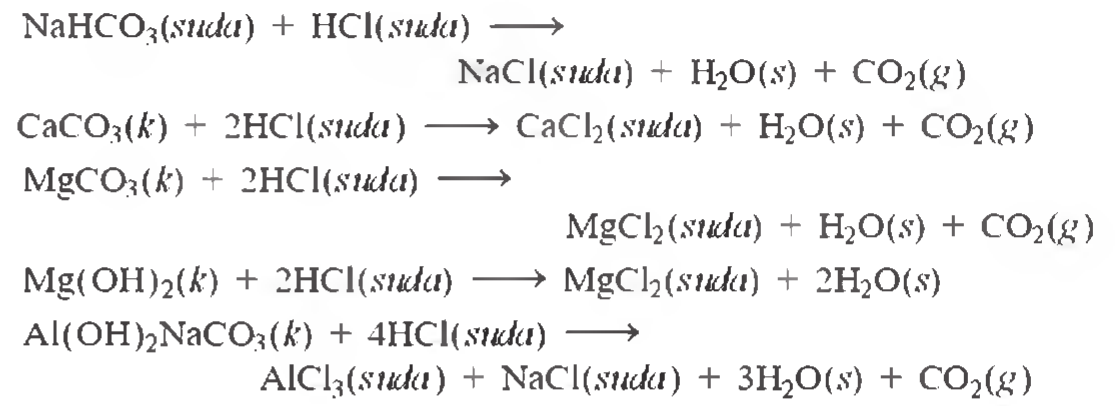 NaHCO₃(suda) + HCl(suda) ⟶
NaCl(suda) + H₂O(s) + CO₂(g)
CaCO₃(k) + 2HCl(suda) ⟶ CaCl₂(suda) + H₂O(s) + CO₂(g)
MgCO₃(k) + 2HCl(suda) ⟶
MgCl₂(suda) + H₂O(s) + CO₂(g)
Mg(OH)₂(k) + 2HCl(suda) ⟶ MgCl₂(suda) + 2H₂O(s)
Al(OH)₂NaCO₃(k) + 4HCl(suda) ⟶
AlCl₃(suda) + NaCl(suda) + 3H₂O(s) + CO₂(g)